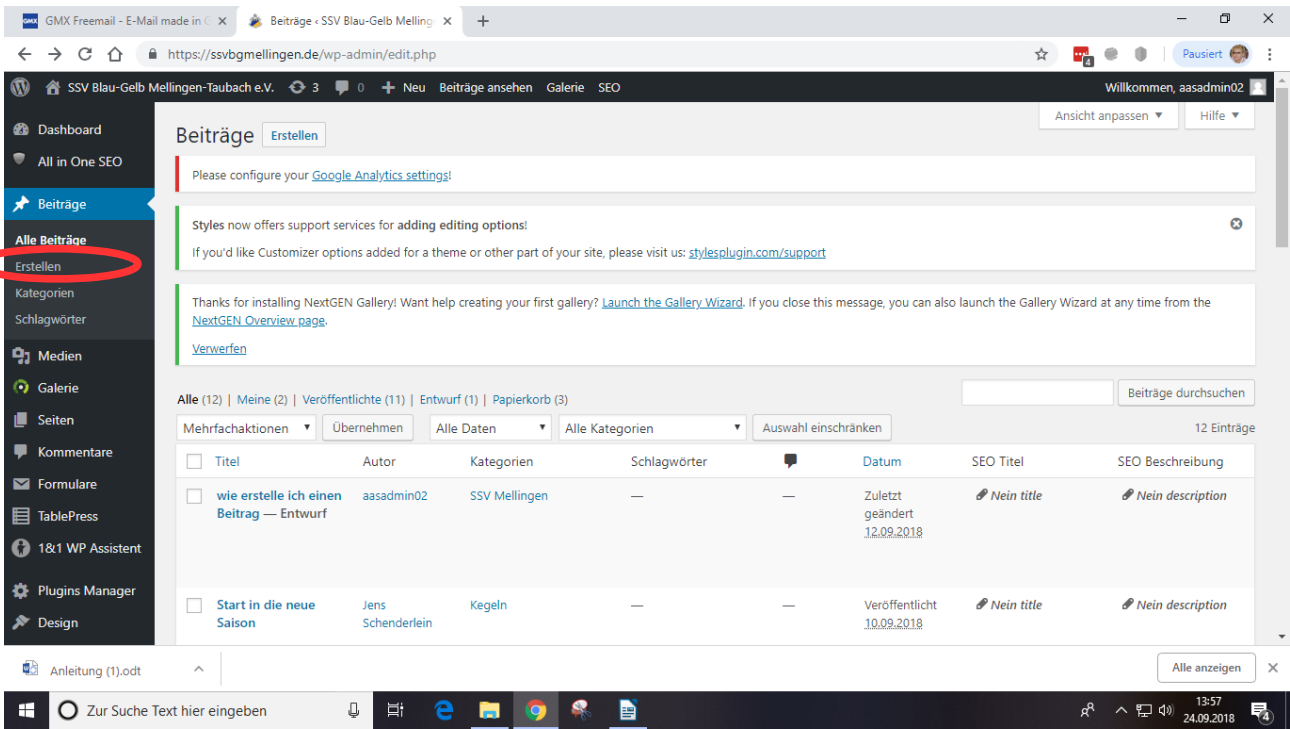 GMX Freemail - E-Mail made in G
Beiträge ‹ SSV Blau-Gelb Melling
https://ssvbgmellingen.de/wp-admin/edit.php
4
Pausiert
SSV Blau-Gelb Mellingen-Taubach e.V. 3 0 Neu Beiträge ansehen Galerie SEO
Willkommen, aasadmin02
Dashboard
All in One SEO
Beiträge
Alle Beiträge
Erstellen
Kategorien
Schlagwörter
Medien
Galerie
Seiten
Kommentare
Formulare
TablePress
1&1 WP Assistent
Plugins Manager
Design
Ansicht anpassen
Hilfe
Beiträge Erstellen
Please configure your Google Analytics settings!
Styles now offers support services for adding editing options!
If you'd like Customizer options added for a theme or other part of your site, please visit us: stylesplugin.com/support
Thanks for installing NextGEN Gallery! Want help creating your first gallery? Launch the Gallery Wizard. If you close this message, you can also launch the Gallery Wizard at any time from the
NextGEN Overview page.
Verwerfen
Alle (12) | Meine (2) | Veröffentlichte (11) | Entwurf (1) | Papierkorb (3)
Beiträge durchsuchen
Mehrfachaktionen Übernehmen Alle Daten Alle Kategorien Auswahl einschränken
12 Einträge
Titel Autor Kategorien Schlagwörter Datum SEO Titel SEO Beschreibung
wie erstelle ich einen aasadmin02 SSV Mellingen — — Zuletzt Nein title Nein description
Beitrag — Entwurf geändert
12.09.2018
Start in die neue Jens Kegeln — — Veröffentlicht Nein title Nein description
Saison Schenderlein 10.09.2018
Anleitung (1).odt
Alle anzeigen
Zur Suche Text hier eingeben
13:57
24.09.2018
4